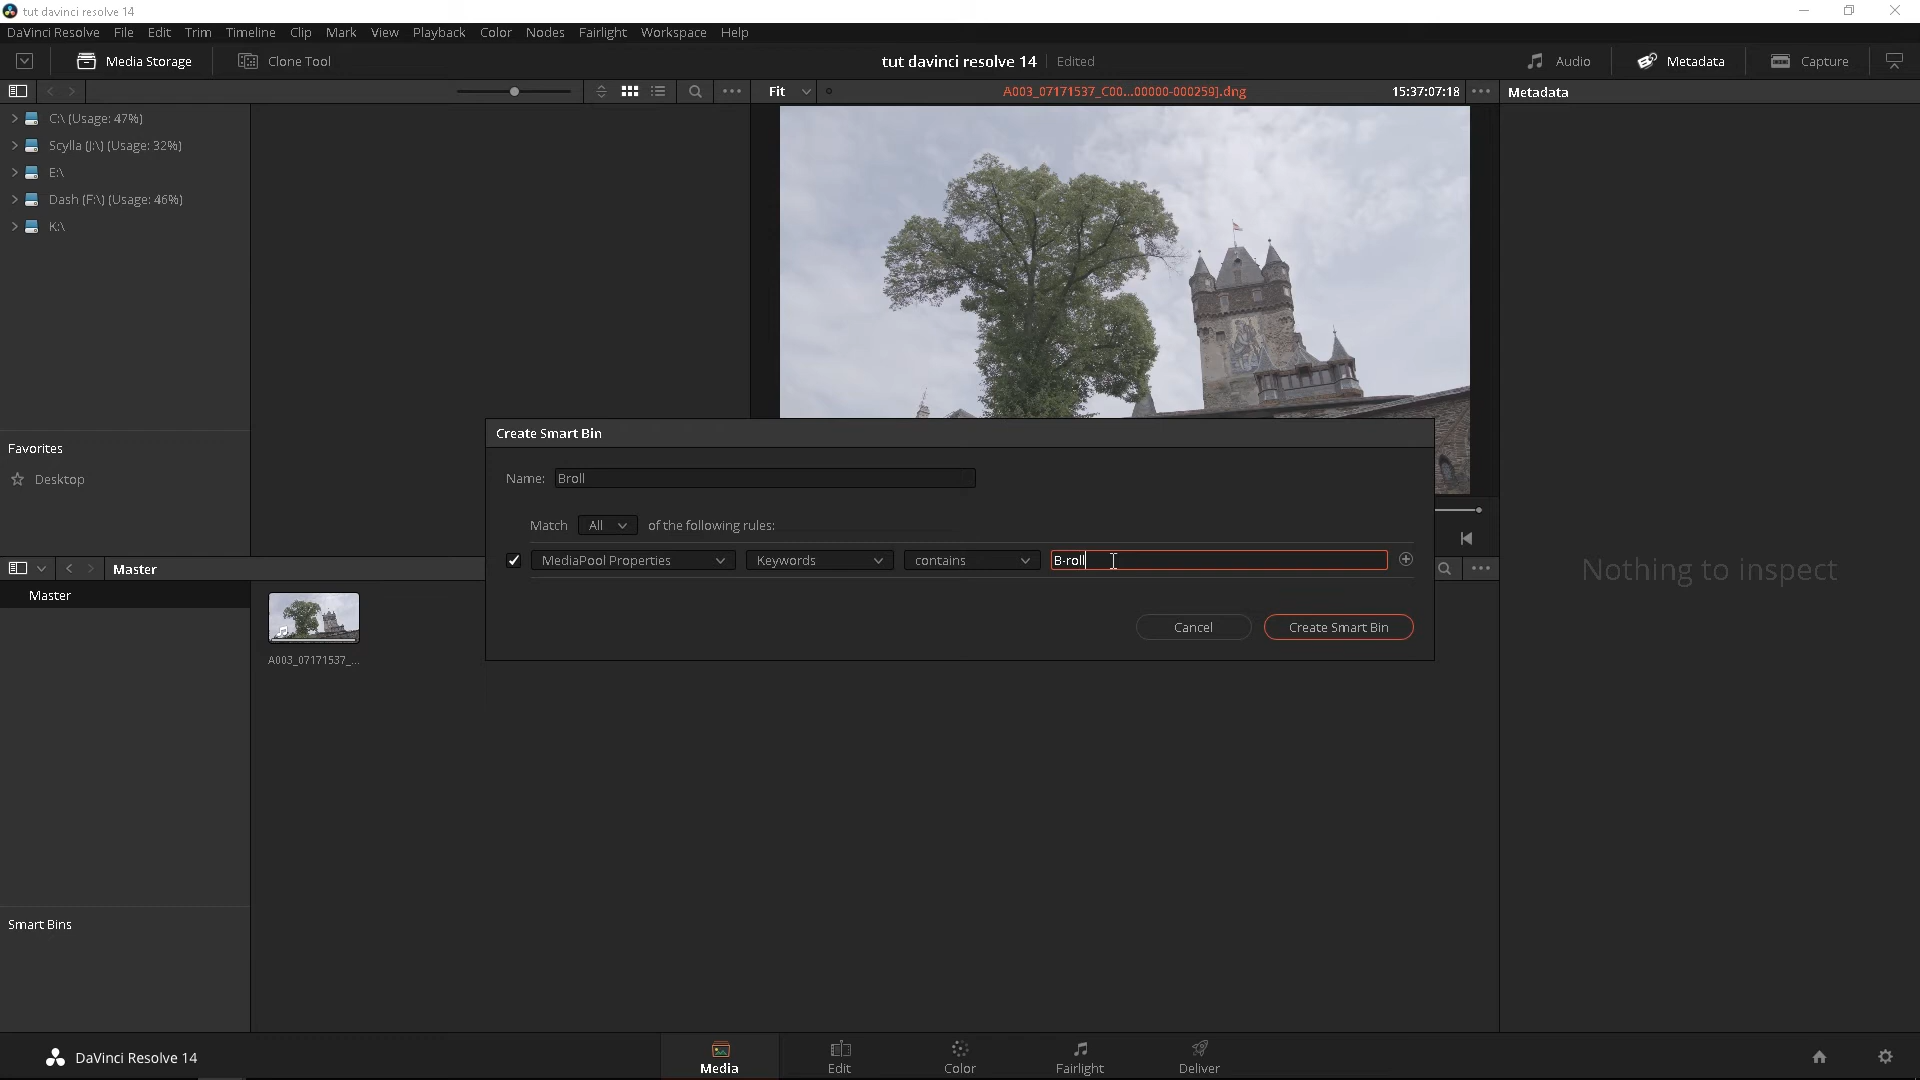 tut davinci resolve 14
DaVinci Resolve File Edit Trim Timeline Clip Mark View Playback Color Nodes Fairlight Workspace Help
Media Storage Clone Tool tut davinci resolve 14 Edited Audio Metadata Capture
Fit A003_07171537_C00...00000-000259].dng 15:37:07:18 Metadata
C:\ (Usage: 47%)
Scylla (J:\) (Usage: 32%)
E:\
Dash (F:\) (Usage: 46%)
K:\
Create Smart Bin
Favorites
Name: Broll
Desktop
Match All of the following rules:
MediaPool Properties Keywords contains B-roll
Master
Nothing to inspect
Master
Cancel Create Smart Bin
A003_07171537_...
Smart Bins
DaVinci Resolve 14
Media Edit Color Fairlight Deliver